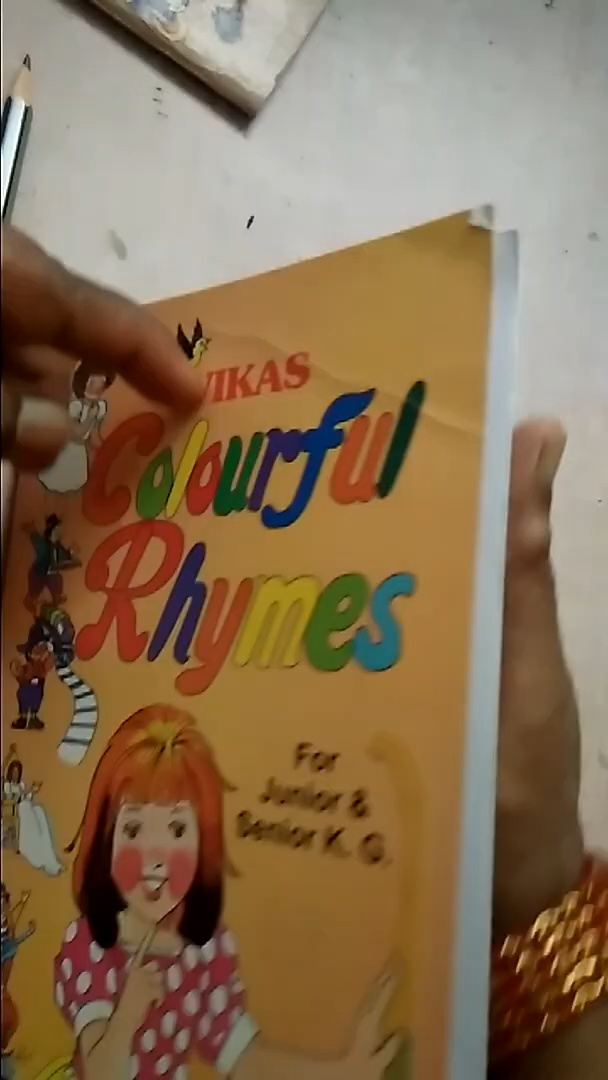 VIKAS
Colourful
Rhymes
For
Junior &
Senior K. G.